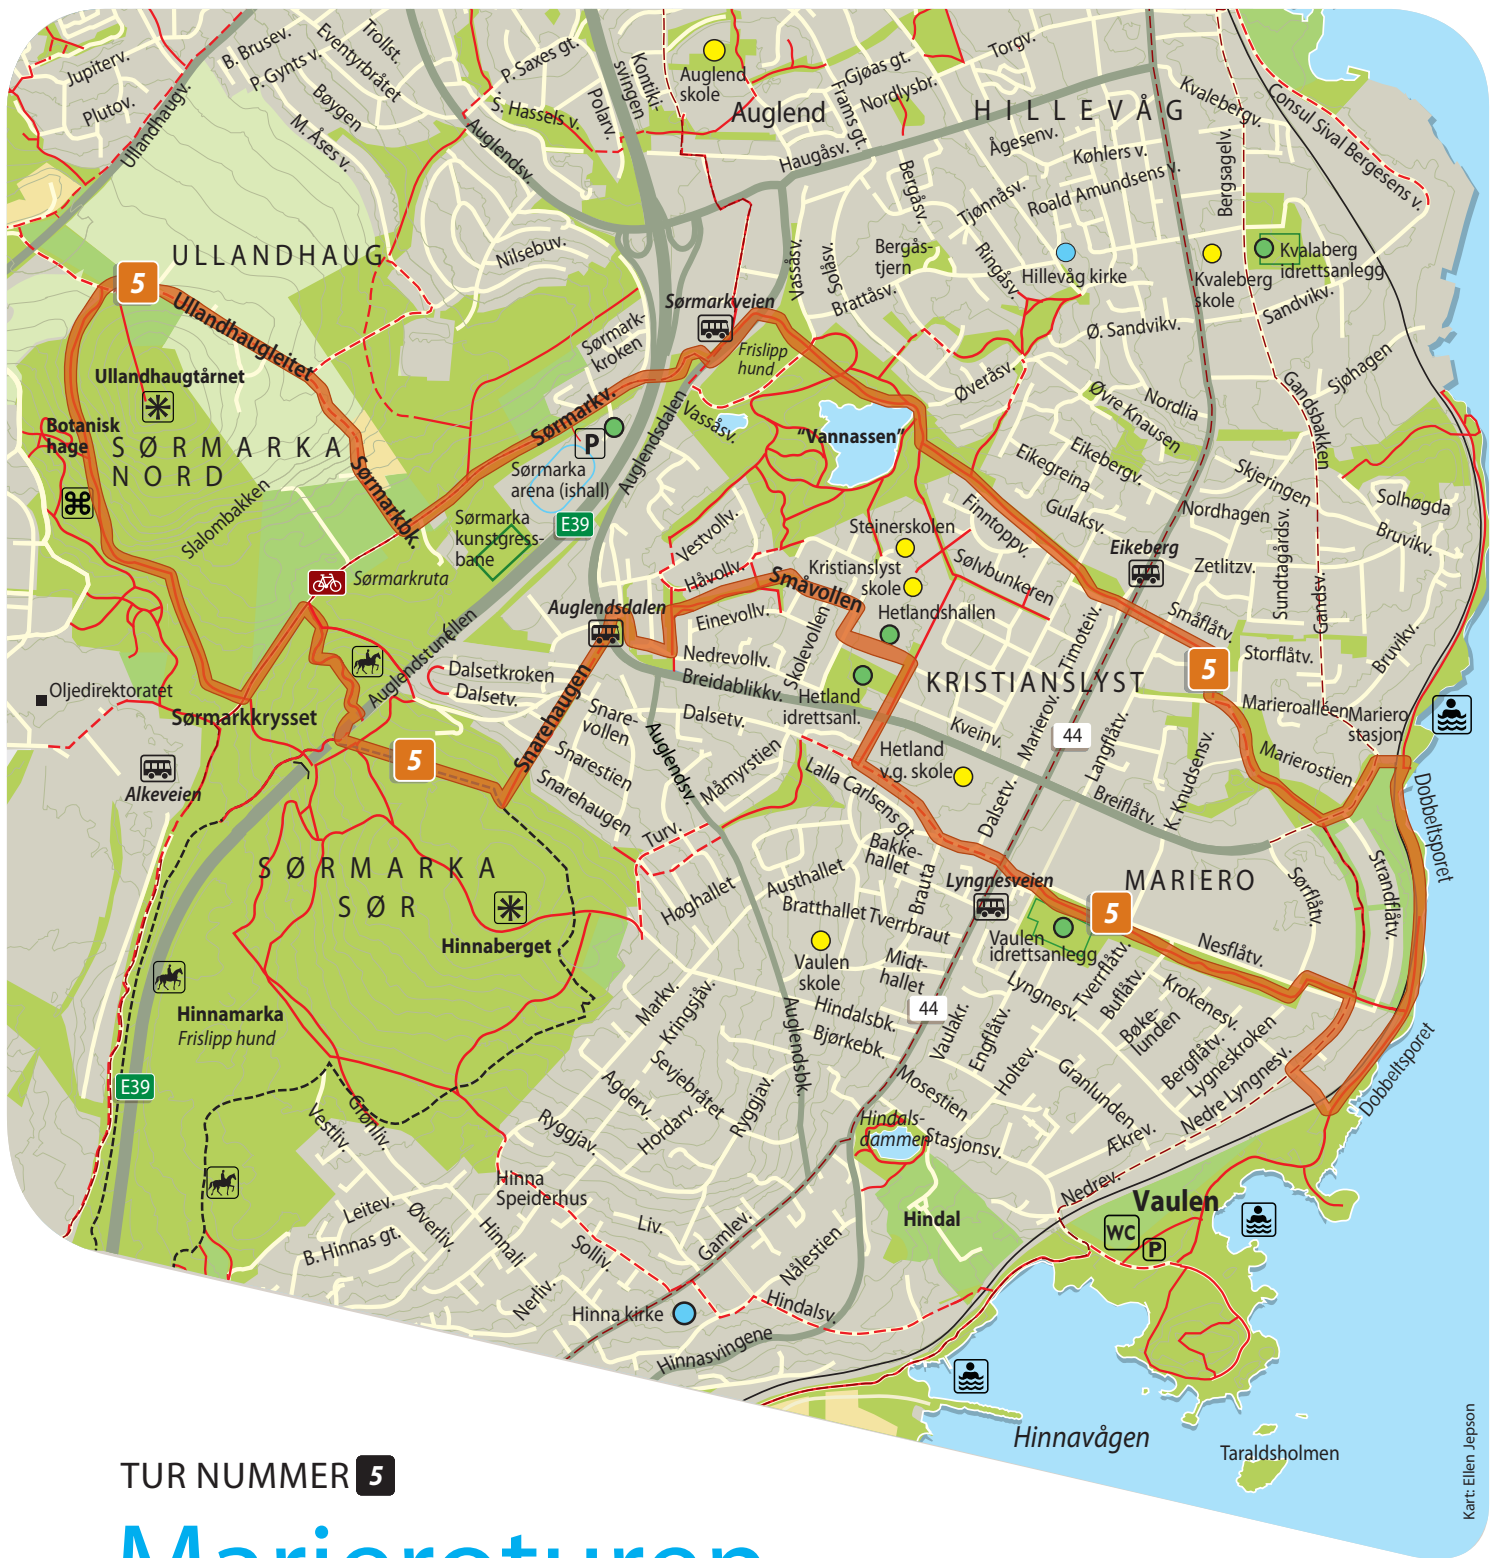 Jupiterv.
Plutov.
Ullandhaugv.
B. Brusev.
P. Gynts v.
Trollst.
Eventyrbråtet
Bøygen
M. Åses v.
P. Saxes gt.
S. Hassels v.
Polarv.
Kontiki-
svingen
Auglendsv.
Auglend
skole
Auglend
Gjøas gt.
Frams gt.
Nordlysbr.
Torgv.
HILLEVÅG
Haugåsv.
Ågesenv.
Køhlers v.
Roald Amundsens v.
Tjønnåsv.
Bergåsv.
Kvalebergv.
Consul Sival Bergesens v.
Bergsagelv.
ULLANDHAUG
5
Nilsebuv.
Vassåsv.
Solåsv.
Brattåsv.
Bergås-
tjern
Ringåsv.
Hillevåg kirke
Kvaleberg
skole
Kvalaberg
idrettsanlegg
Sandvikv.
Ullandhaugleitet
Sørmarkveien
Sørmark-
kroken
Frislipp
hund
Ø. Sandvikv.
Sjøhagen
Øveråsv.
Øvre Knausen
Nordlia
Gandsbakken
Ullandhaugtårnet
Botanisk
hage
SØRMARKA
NORD
Sørmarkv.
Vassåsv.
"Vannassen"
P
Sørmarka
arena (ishall)
Auglendsdalen
Eikegreina
Eikebergv.
Skjeringen
Solhøgda
Bruvikv.
Slalombakken
Sørmarkbk.
Sørmarka
kunstgress-
bane
E39
Vestvollv.
Steinerskolen
Finntoppv.
Gulaksv.
Nordhagen
Eikeberg
Zetlitzv.
Sundtagårdsv.
Gandsv.
Sørmarkruta
Håvollv.
Småvollen
Kristianslyst
skole
Sølvbunkeren
Auglendsdalen
Einevollv.
Hetlandshallen
Småflåtv.
Storflåtv.
Bruvikv.
Nedrevollv.
Skolevollen
Timoteiv.
5
Auglendstunellen
Dalsetkroken
Dalsetv.
Breidablikkv.
Hetland
idrettsanl.
KRISTIANSLYST
Marieroalleen
Mariero
stasjon
Oljedirektoratet
Sørmarkkrysset
Snarehaugen
Snare-
vollen
Dalsetv.
Kveinv.
Marierov.
44
Langflåtv.
Marierostien
Alkeveien
5
Snarestien
Snarehaugen
Auglendsv.
Måmyrstien
Lalla Carlsens gt.
Hetland
v.g. skole
Dalsetv.
Breiflåtv.
K. Knudsensv.
Dobbeltsporet
Turv.
Bakke-
hallet
SØRMARKA
SØR
Høghallet
Austhallet
Bratthallet
Tverrbraut
Brauta
Lyngnesveien
MARIERO
5
Sørflåtv.
Strandflåtv.
Hinnaberget
Vaulen
skole
Midt-
hallet
Vaulen
idrettsanlegg
Nesflåtv.
Hinnamarka
Frislipp hund
Markv.
Kringsjåv.
Auglendsbk.
Hindalsbk.
Bjørkebk.
44
Vaulakr.
Lyngnesv.
Engflåtv.
Tverrflåtv.
Buflåtv.
Bøke-
lunden
Krokenesv.
Bergflåtv.
Lygneskroken
E39
Sevjebråtet
Agderv.
Hordarv.
Ryggjav.
Mosestien
Holtev.
Granlunden
Nedre Lyngnesv.
Dobbeltsporet
Vestliv.
Grønliv.
Ryggjav.
Hindals-
dammen
Stasjonsv.
Ækrev.
Hinna
Speiderhus
Nedrev.
Vaulen
Leitev.
B. Hinnas gt.
Øverliv.
Hinnali
Liv.
Solliv.
Gamlev.
Hindal
WC
P
Nerliv.
Nålestien
Hinna kirke
Hindalsv.
Hinnasvingene
Hinnavågen
Taraldsholmen
Kart: Ellen Jepson
TUR NUMMER 5
Marieroturen